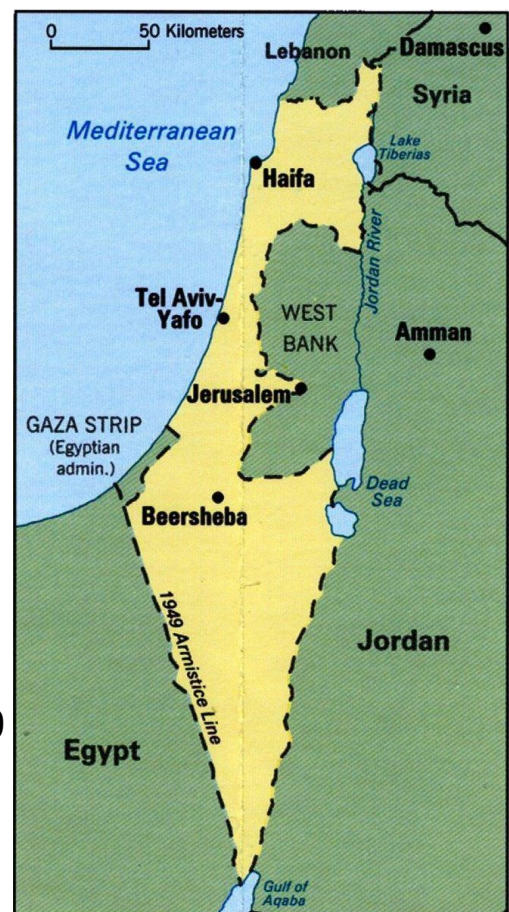 0 50 Kilometers
Lebanon
Damascus
Syria
Mediterranean
Sea
Lake
Tiberias
Haifa
Jordan River
Tel Aviv-
Yafo
WEST
BANK
Amman
Jerusalem
GAZA STRIP
(Egyptian
admin.)
Dead
Sea
Beersheba
1949 Armistice Line
Jordan
Egypt
Gulf of
Aqaba